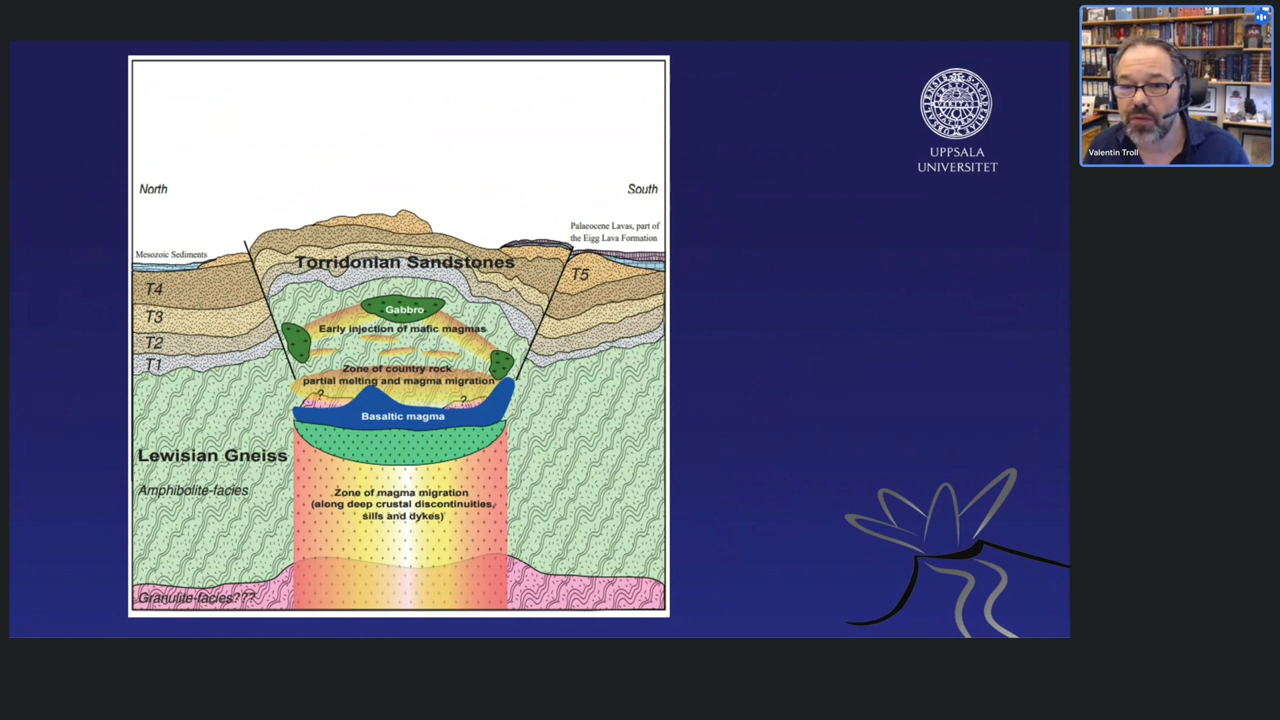 North
South
Palaeocene Lavas, part of
the Eigg Lava Formation
Mesozoic Sediments
Torridonian Sandstones
T5
T4
T3
T2
T1
Gabbro
Early injection of mafic magmas
Zone of country rock
partial melting and magma migration
?
?
Basaltic magma
Lewisian Gneiss
Amphibolite-facies
Zone of magma migration
(along deep crustal discontinuities,
sills and dykes)
Granulite-facies???
UPPSALA
UNIVERSITET
Valentin Troll